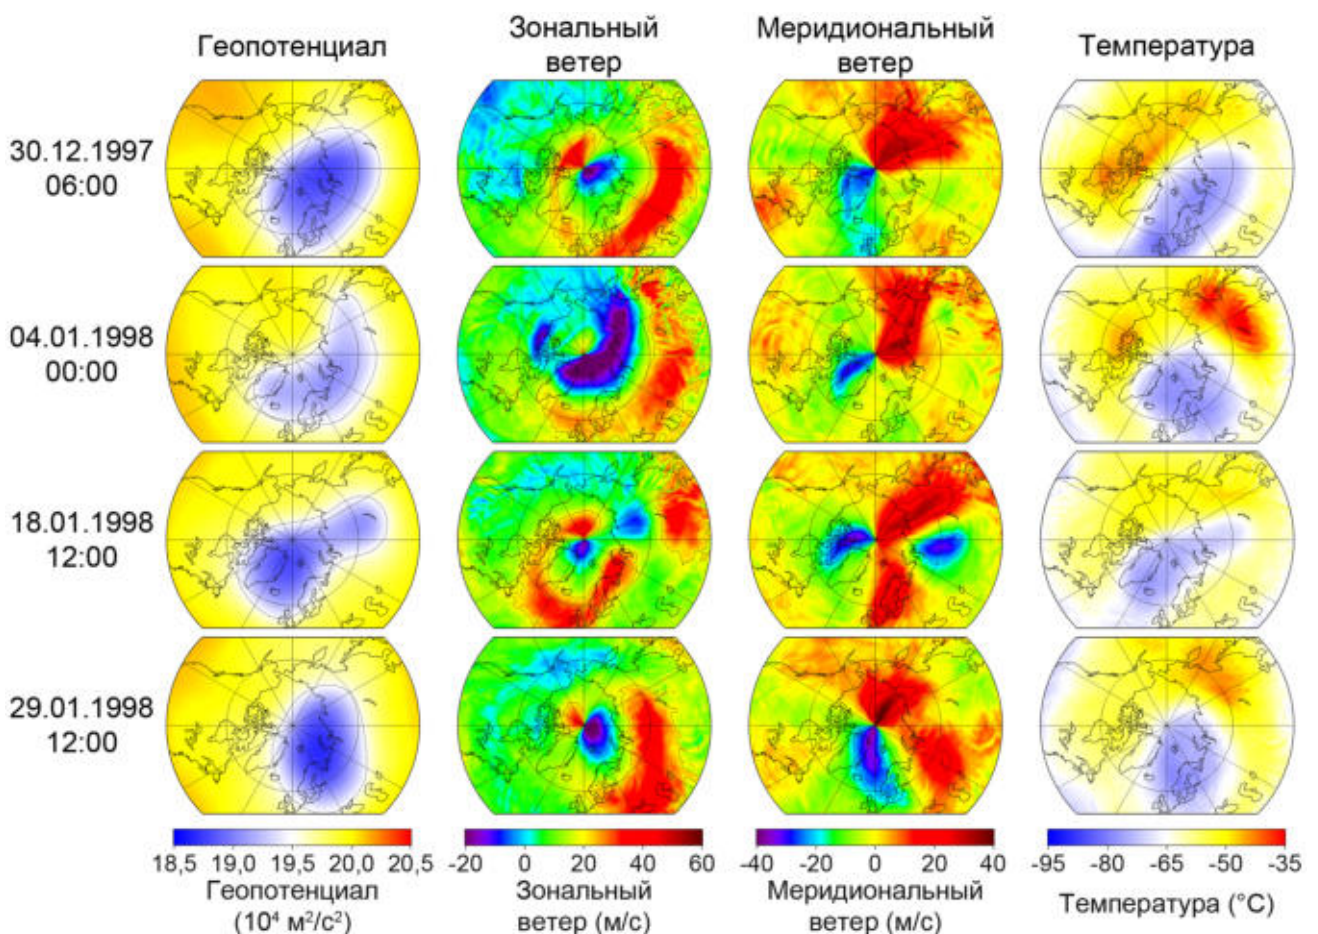 Геопотенциал
Зональный
ветер
Меридиональный
ветер
Температура
30.12.1997
06:00
04.01.1998
00:00
18.01.1998
12:00
29.01.1998
12:00
18,5 19,0 19,5 20,0 20,5
Геопотенциал
(10⁴ м²/с²)
-20 0 20 40 60
Зональный
ветер (м/с)
-40 -20 0 20 40
Меридиональный
ветер (м/с)
-95 -80 -65 -50 -35
Температура (°C)